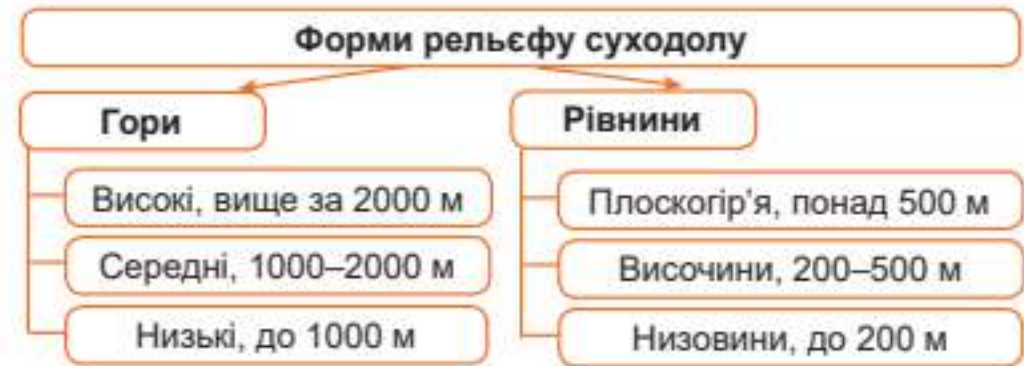 Форми рельєфу суходолу
Гори
Високі, вище за 2000 м
Середні, 1000–2000 м
Низькі, до 1000 м
Рівнини
Плоскогір'я, понад 500 м
Височини, 200–500 м
Низовини, до 200 м